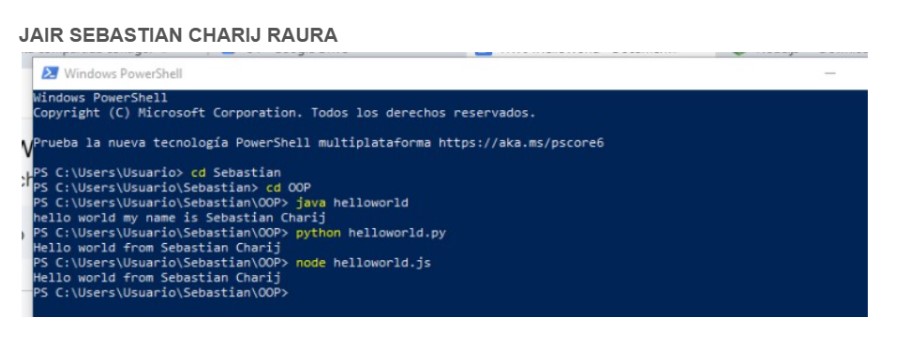 JAIR SEBASTIAN CHARIJ RAURA
Windows PowerShell
Windows PowerShell
Copyright (C) Microsoft Corporation. Todos los derechos reservados.
Prueba la nueva tecnología PowerShell multiplataforma https://aka.ms/pscore6
PS C:\Users\Usuario> cd Sebastian
PS C:\Users\Usuario\Sebastian> cd OOP
PS C:\Users\Usuario\Sebastian\OOP> java helloworld
hello world my name is Sebastian Charij
PS C:\Users\Usuario\Sebastian\OOP> python helloworld.py
Hello world from Sebastian Charij
PS C:\Users\Usuario\Sebastian\OOP> node helloworld.js
Hello world from Sebastian Charij
PS C:\Users\Usuario\Sebastian\OOP>